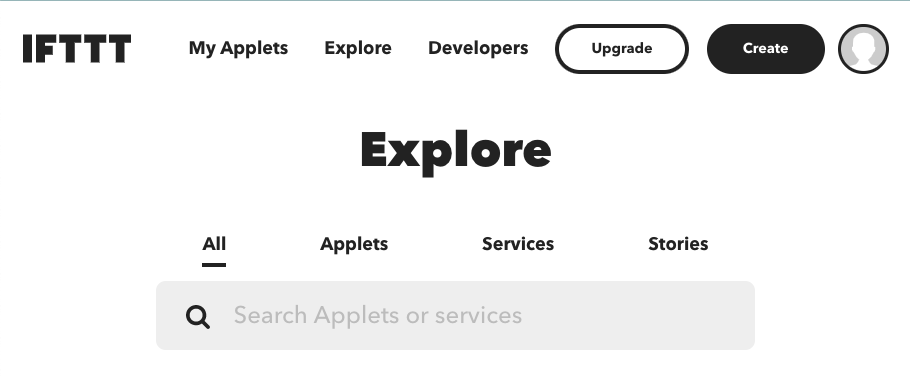 IFTTT My Applets Explore Developers Upgrade Create
Explore
All Applets Services Stories
Search Applets or services